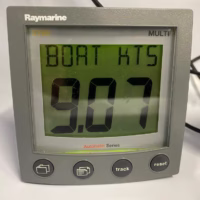 Raymarine
MULTI
BOAT KTS
9.07
track
reset